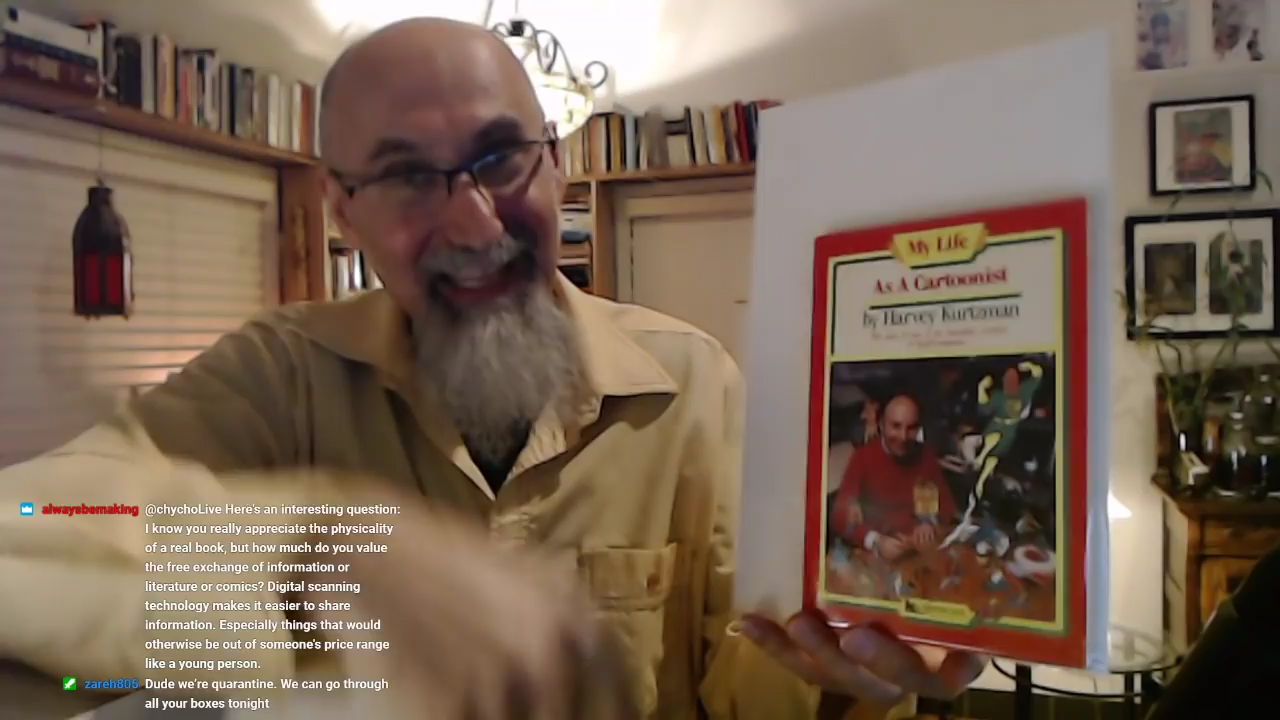 My Life
As A Cartoonist
by Harvey Kurtzman
alwaysbemaking @chychoLive Here's an interesting question:
I know you really appreciate the physicality
of a real book, but how much do you value
the free exchange of information or
literature or comics? Digital scanning
technology makes it easier to share
information. Especially things that would
otherwise be out of someone's price range
like a young person.
zareh805 Dude we're quarantine. We can go through
all your boxes tonight